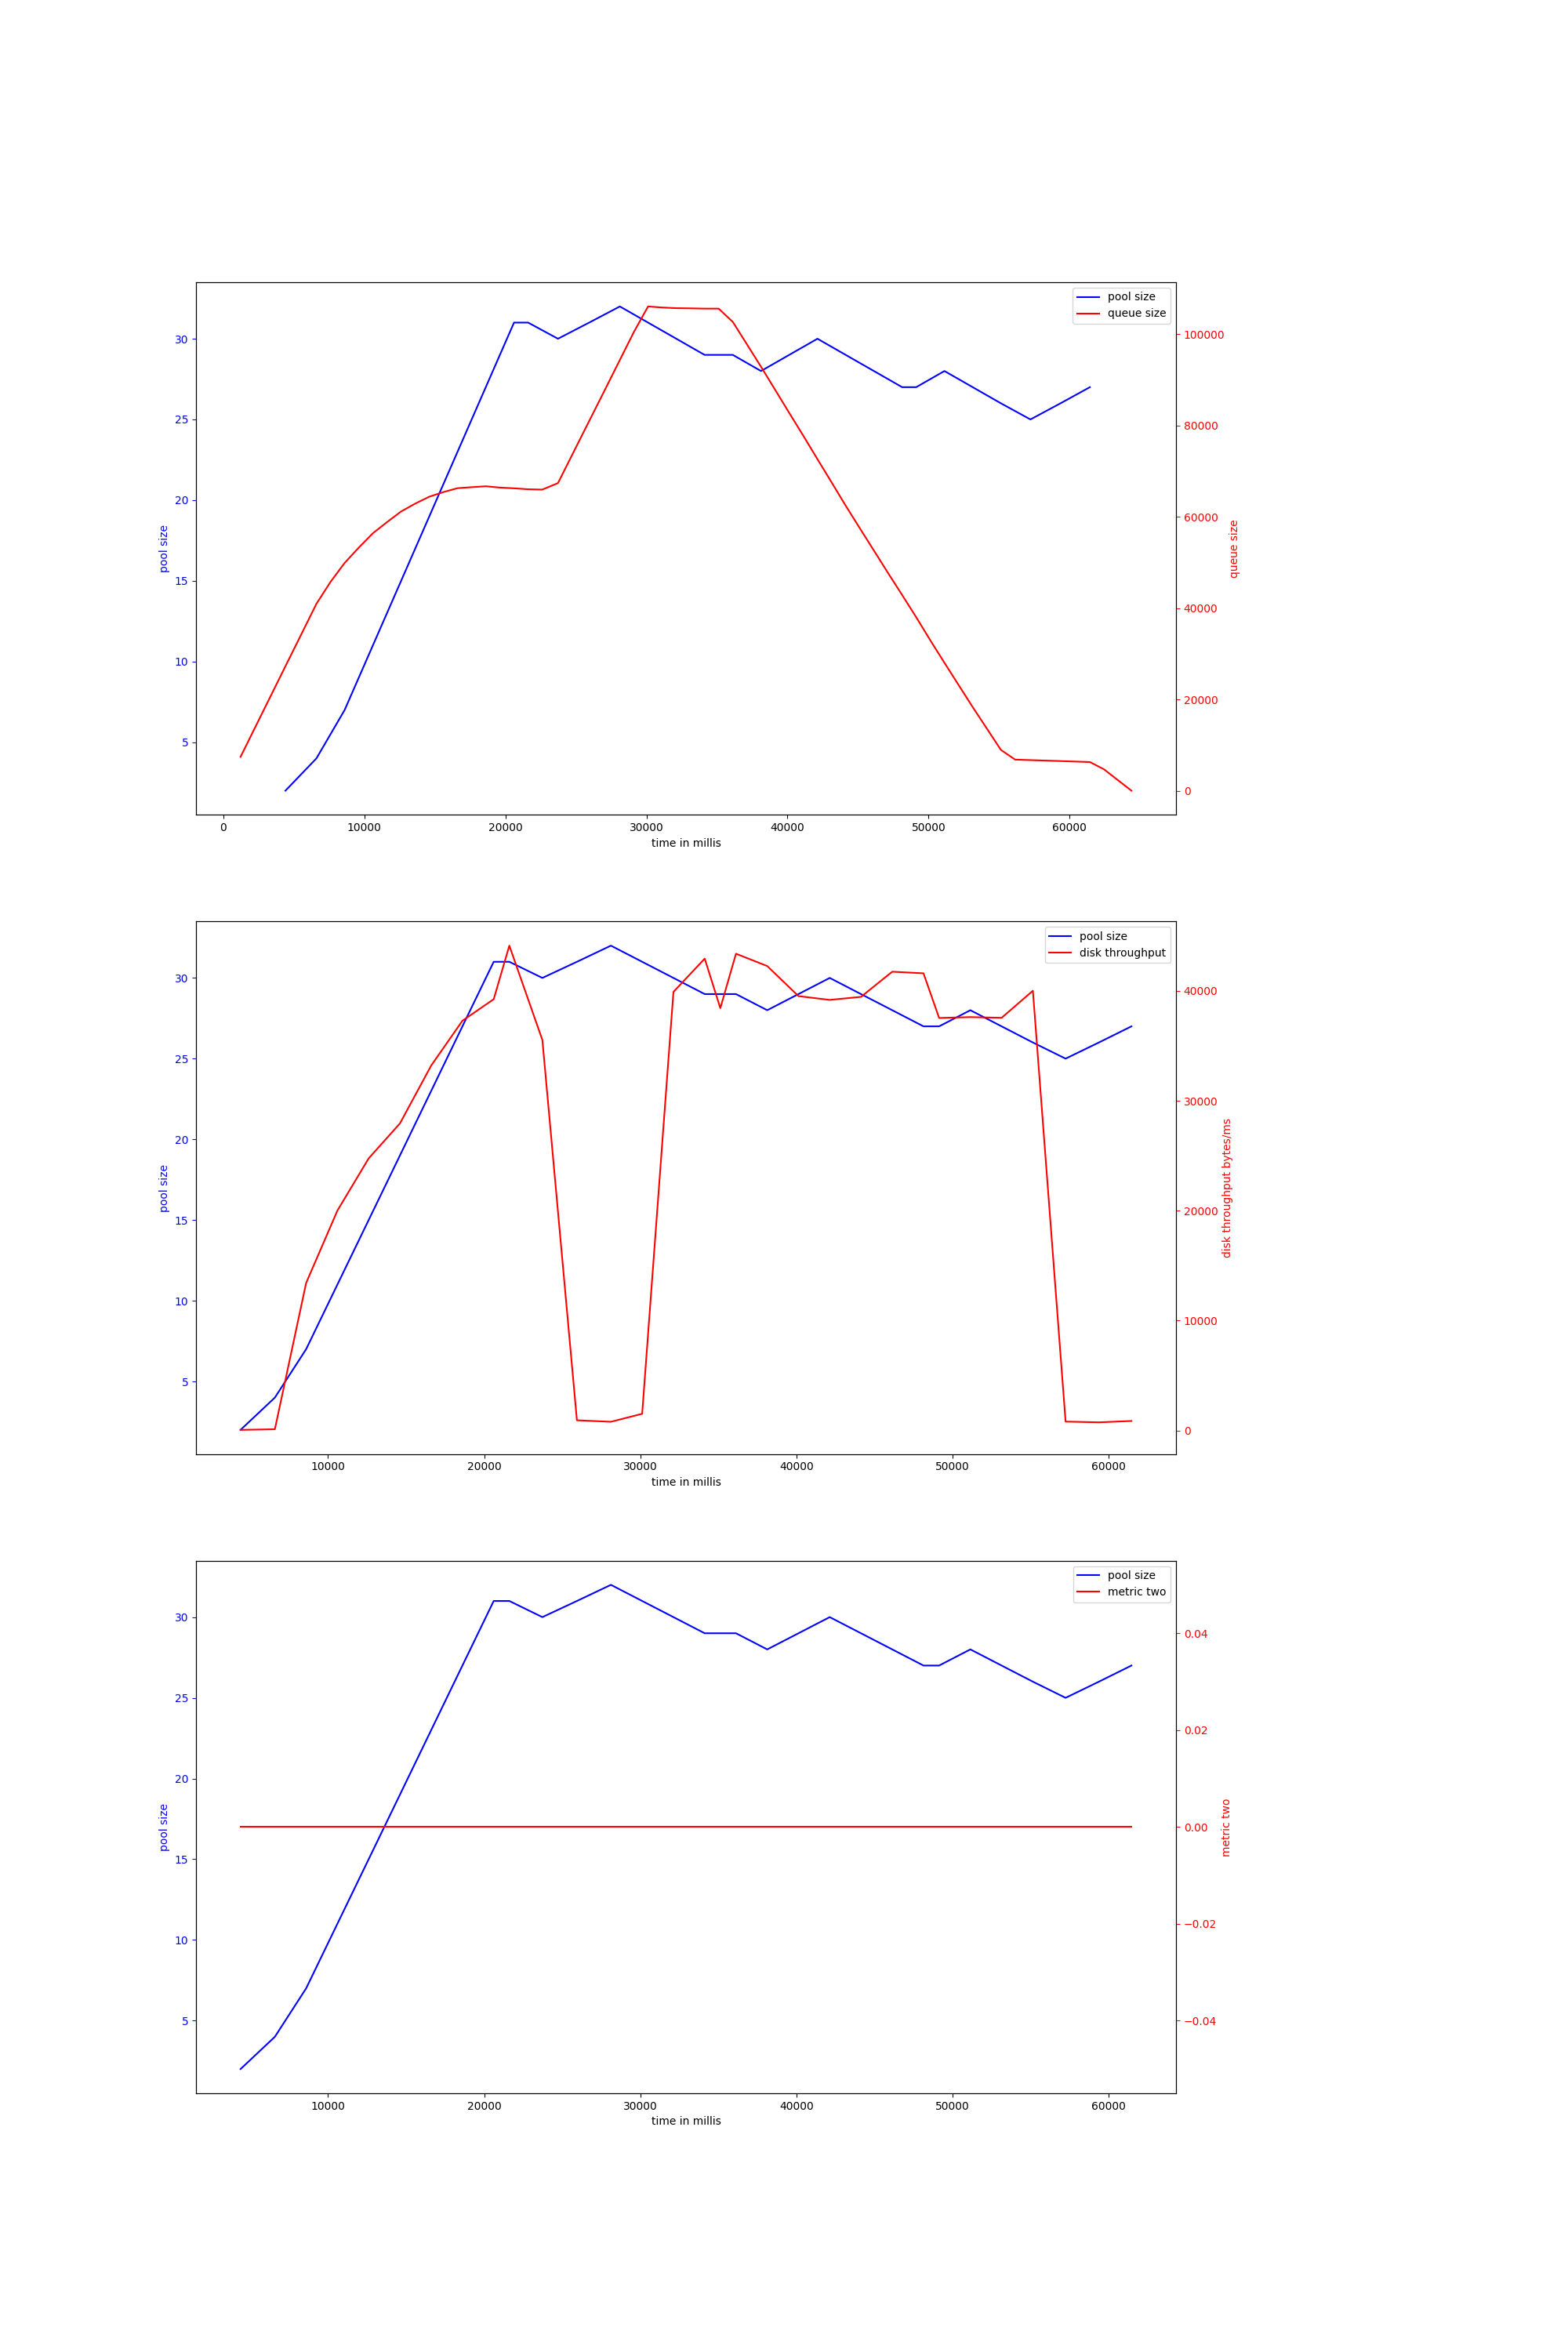 pool size
queue size
30
25
20
15
10
5
pool size
100000
80000
60000
40000
20000
0
queue size
0 10000 20000 30000 40000 50000 60000
time in millis
pool size
disk throughput
30
25
20
15
10
5
pool size
40000
30000
20000
10000
0
disk throughput bytes/ms
10000 20000 30000 40000 50000 60000
time in millis
pool size
metric two
30
25
20
15
10
5
pool size
0.04
0.02
0.00
−0.02
−0.04
metric two
10000 20000 30000 40000 50000 60000
time in millis